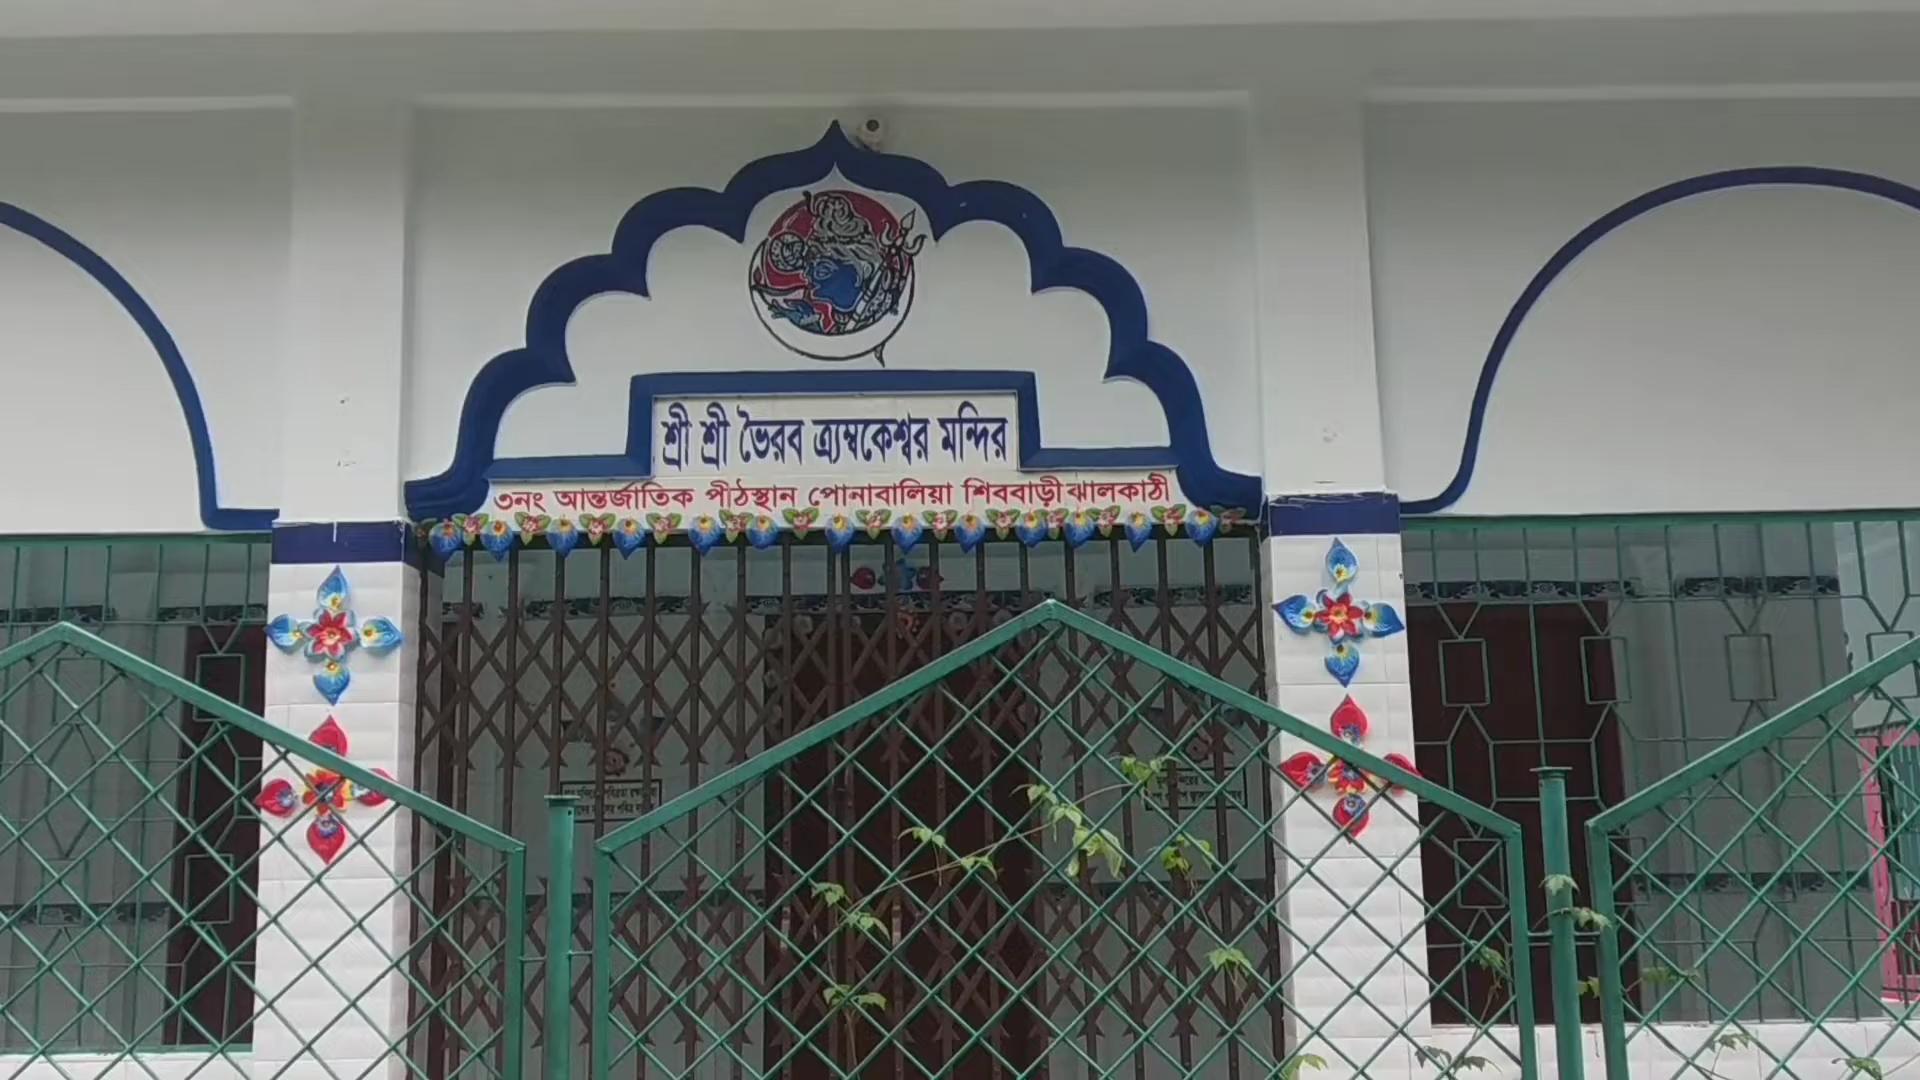 শ্রী শ্রী ভৈরব ত্র্যম্বকেশ্বর মন্দির
৩নং আন্তর্জাতিক পীঠস্থান পোনাবালিয়া শিববাড়ী ঝালকাঠী